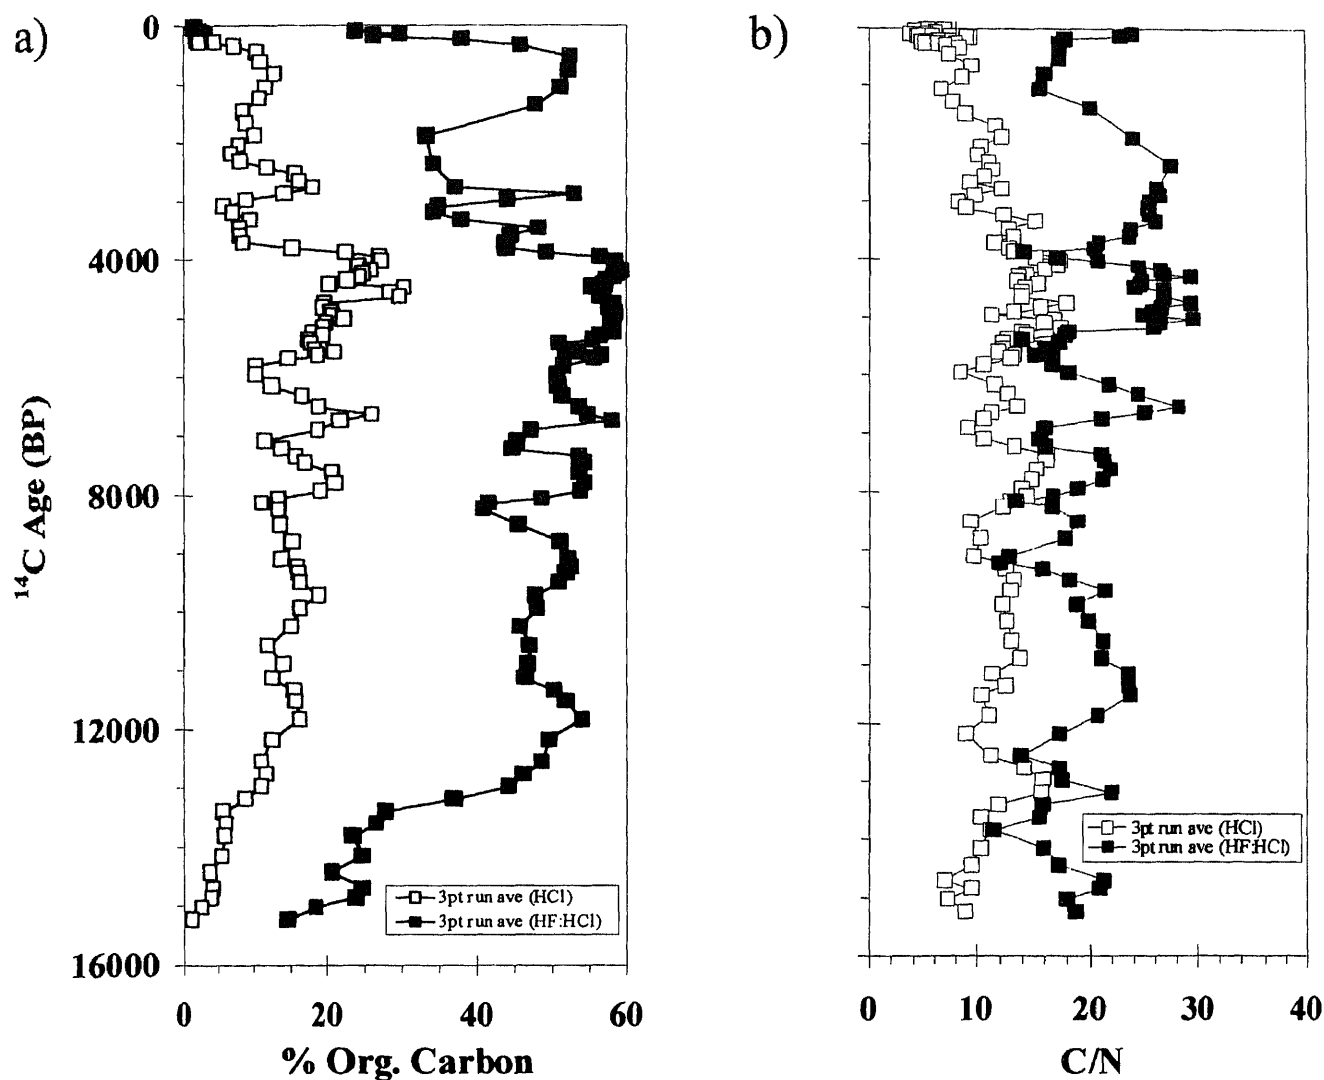 a)
b)
0
4000
8000
12000
16000
¹⁴C Age (BP)
3pt run ave (HCl)
3pt run ave (HF:HCl)
0 20 40 60
% Org. Carbon
3pt run ave (HCl)
3pt run ave (HF:HCl)
0 10 20 30 40
C/N